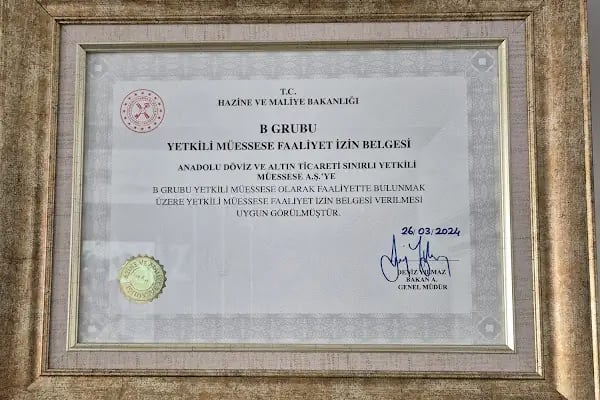 T.C.
HAZİNE VE MALİYE BAKANLIĞI
B GRUBU
YETKİLİ MÜESSESE FAALİYET İZİN BELGESİ
ANADOLU DÖVİZ VE ALTIN TİCARETİ SINIRLI YETKİLİ
MÜESSESE A.Ş.'YE
B GRUBU YETKİLİ MÜESSESE OLARAK FAALİYETTE BULUNMAK
ÜZERE YETKİLİ MÜESSESE FAALİYET İZİN BELGESİ VERİLMESİ
UYGUN GÖRÜLMÜŞTÜR.
26/03/2024
DENİZ YILMAZ
BAKAN A.
GENEL MÜDÜR